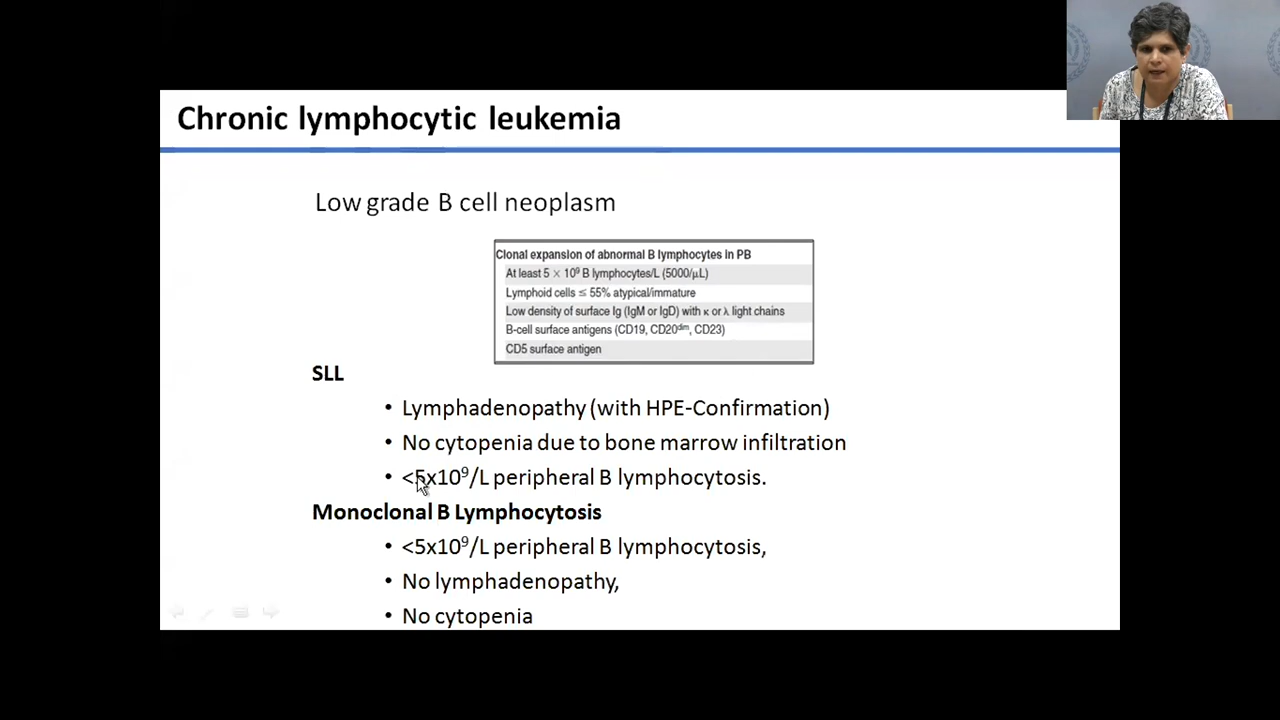 Chronic lymphocytic leukemia
Low grade B cell neoplasm
Clonal expansion of abnormal B lymphocytes in PB
At least 5 × 10⁹ B lymphocytes/L (5000/μL)
Lymphoid cells ≤ 55% atypical/immature
Low density of surface Ig (IgM or IgD) with κ or λ light chains
B-cell surface antigens (CD19, CD20ᵈⁱᵐ, CD23)
CD5 surface antigen
SLL
• Lymphadenopathy (with HPE-Confirmation)
• No cytopenia due to bone marrow infiltration
• <5x10⁹/L peripheral B lymphocytosis.
Monoclonal B Lymphocytosis
• <5x10⁹/L peripheral B lymphocytosis,
• No lymphadenopathy,
• No cytopenia